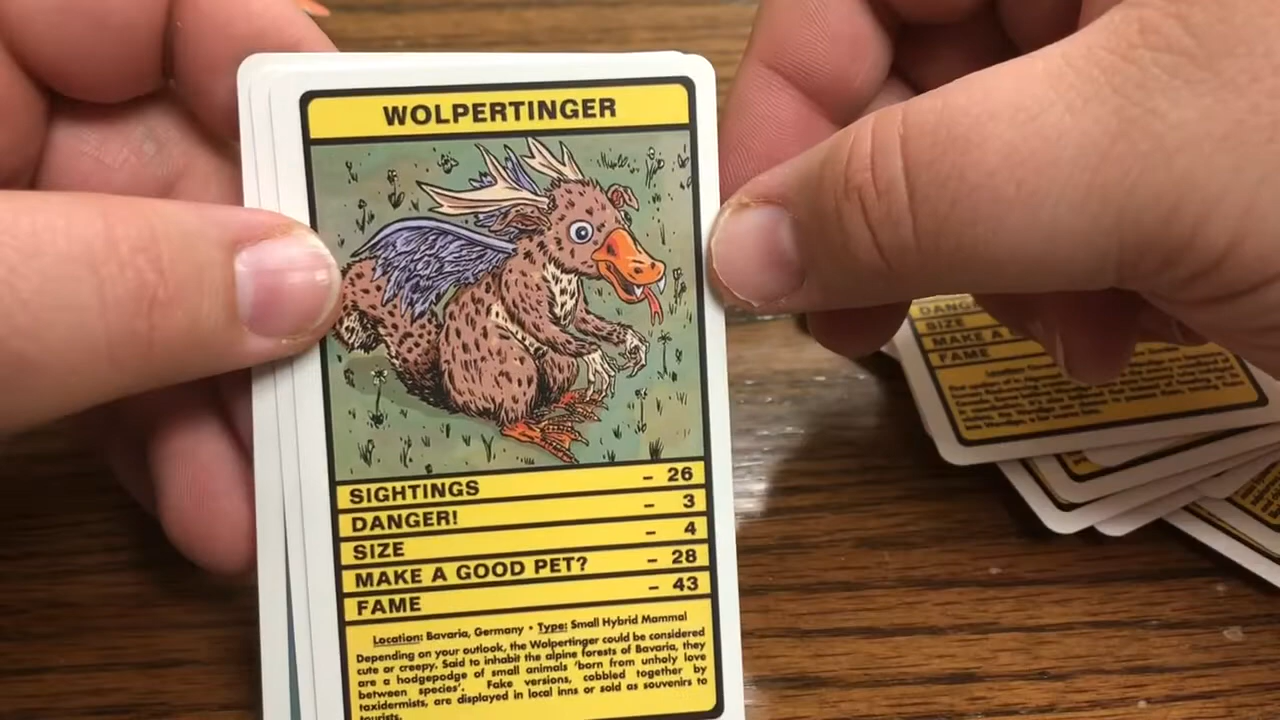 WOLPERTINGER
SIGHTINGS - 26
DANGER! - 3
SIZE - 4
MAKE A GOOD PET? - 28
FAME - 43
Location: Bavaria, Germany • Type: Small Hybrid Mammal
Depending on your outlook, the Wolpertinger could be considered
cute or creepy. Said to inhabit the alpine forests of Bavaria, they
are a hodgepodge of small animals 'born from unholy love
between species'. Fake versions, cobbled together by
taxidermists, are displayed in local inns or sold as souvenirs to
tourists.
DANG
SIZE
MAKE A
FAME